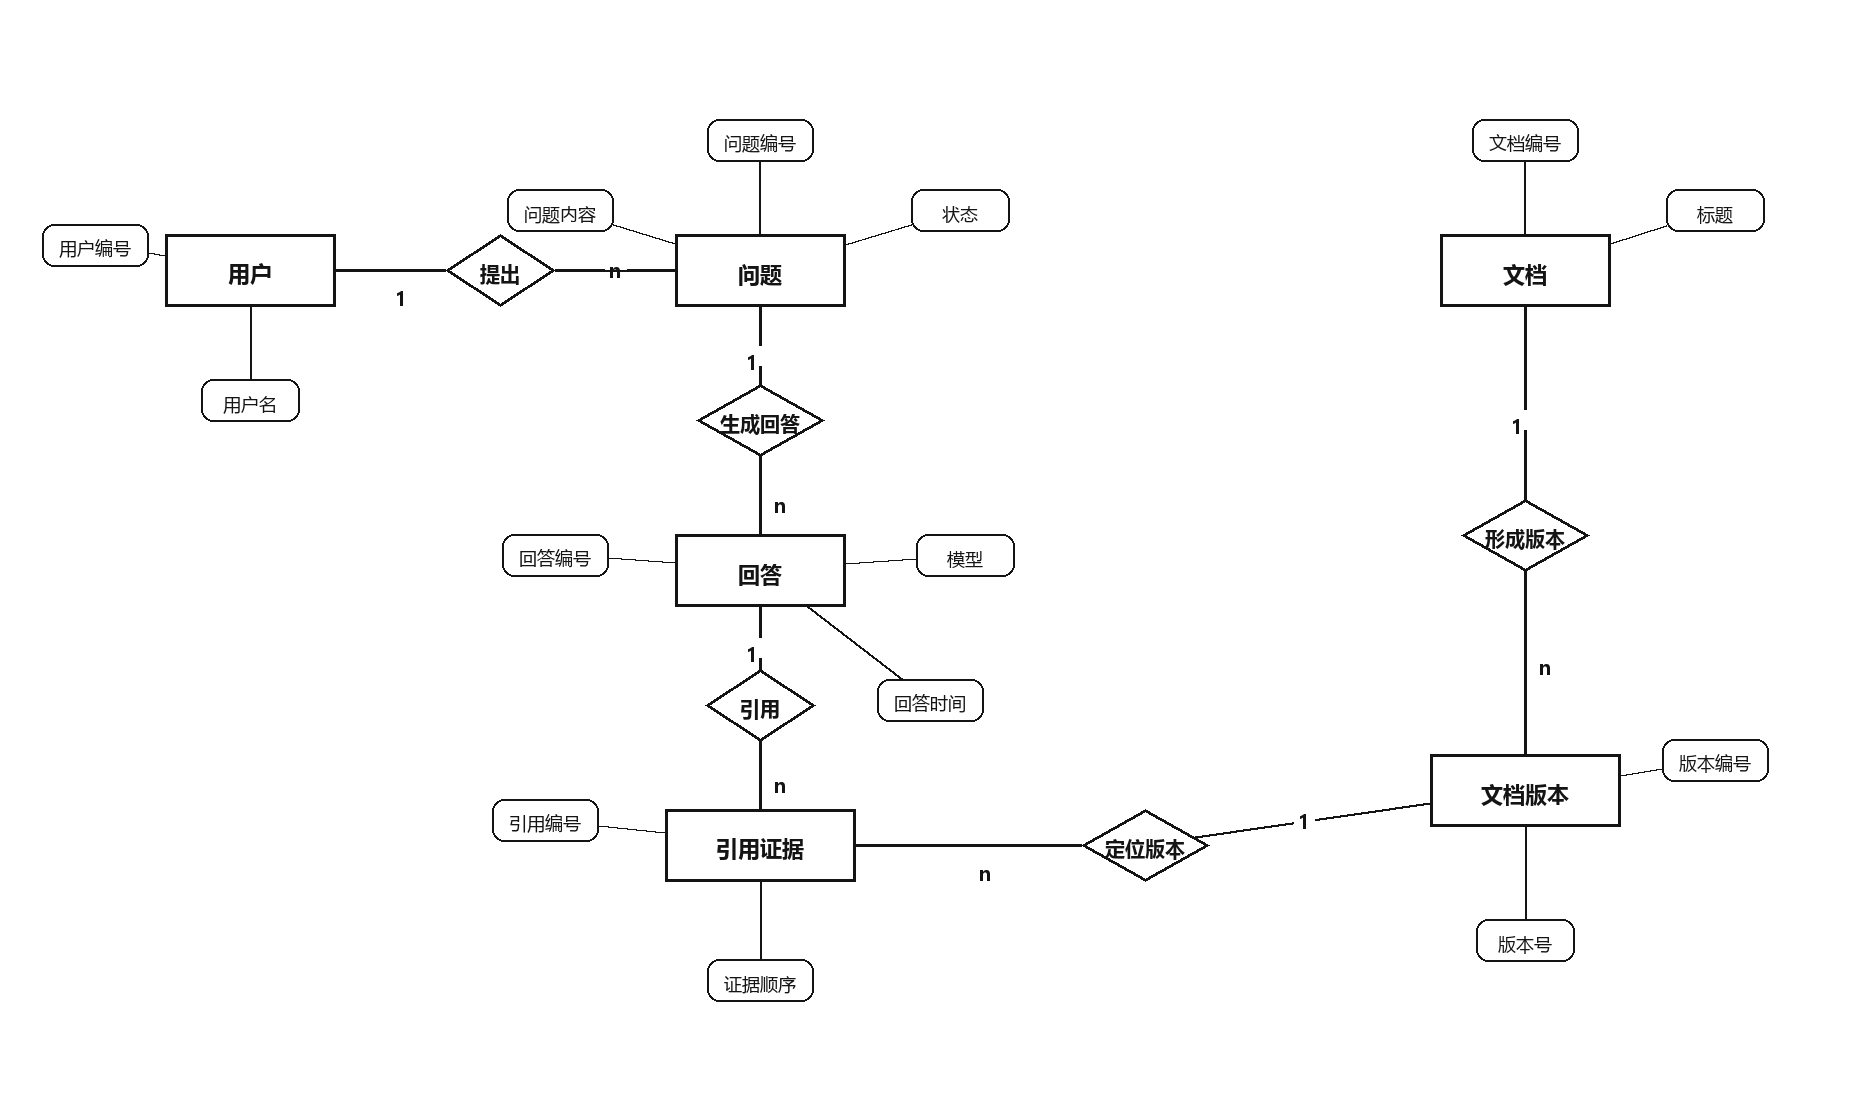 问题编号
文档编号
问题内容
状态
标题
用户编号
用户
提出
n
问题
文档
1
1
用户名
生成回答
1
n
形成版本
回答编号
回答
模型
1
n
引用
回答时间
n
版本编号
文档版本
引用编号
1
引用证据
定位版本
n
版本号
证据顺序